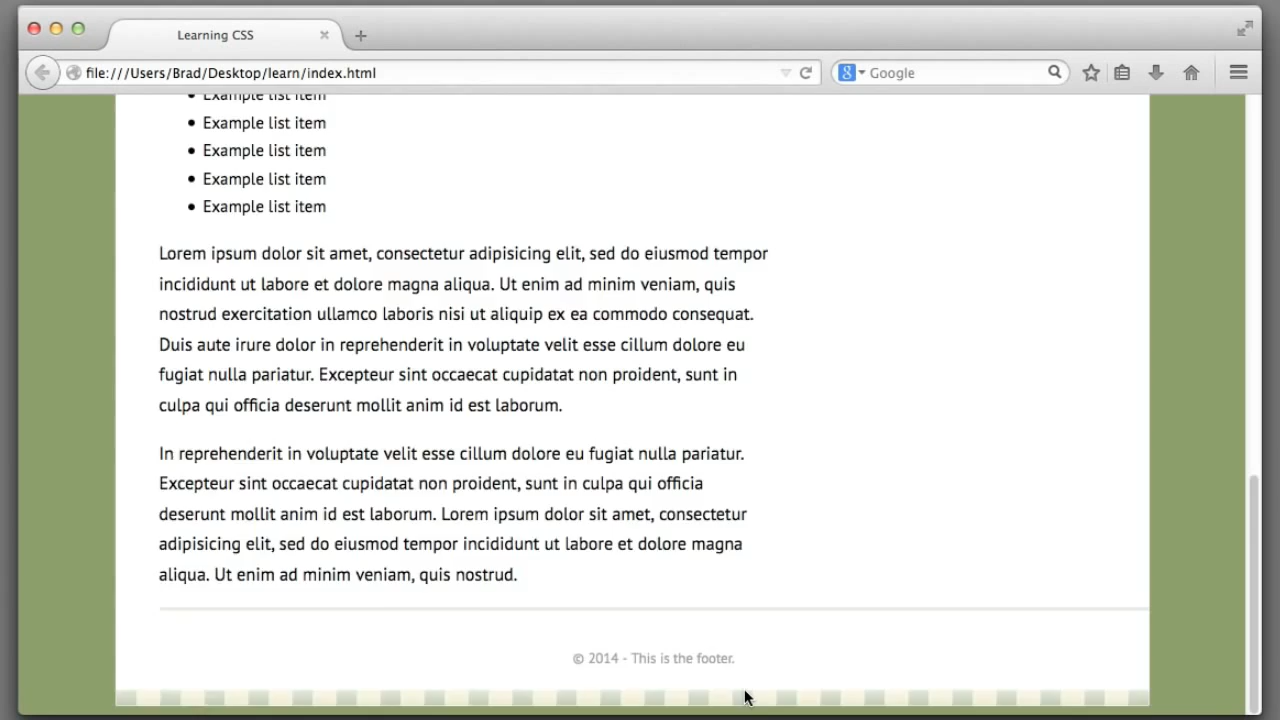 Learning CSS
file:///Users/Brad/Desktop/learn/index.html
Google
Example list item
Example list item
Example list item
Example list item
Example list item
Lorem ipsum dolor sit amet, consectetur adipisicing elit, sed do eiusmod tempor
incididunt ut labore et dolore magna aliqua. Ut enim ad minim veniam, quis
nostrud exercitation ullamco laboris nisi ut aliquip ex ea commodo consequat.
Duis aute irure dolor in reprehenderit in voluptate velit esse cillum dolore eu
fugiat nulla pariatur. Excepteur sint occaecat cupidatat non proident, sunt in
culpa qui officia deserunt mollit anim id est laborum.
In reprehenderit in voluptate velit esse cillum dolore eu fugiat nulla pariatur.
Excepteur sint occaecat cupidatat non proident, sunt in culpa qui officia
deserunt mollit anim id est laborum. Lorem ipsum dolor sit amet, consectetur
adipisicing elit, sed do eiusmod tempor incididunt ut labore et dolore magna
aliqua. Ut enim ad minim veniam, quis nostrud.
© 2014 - This is the footer.